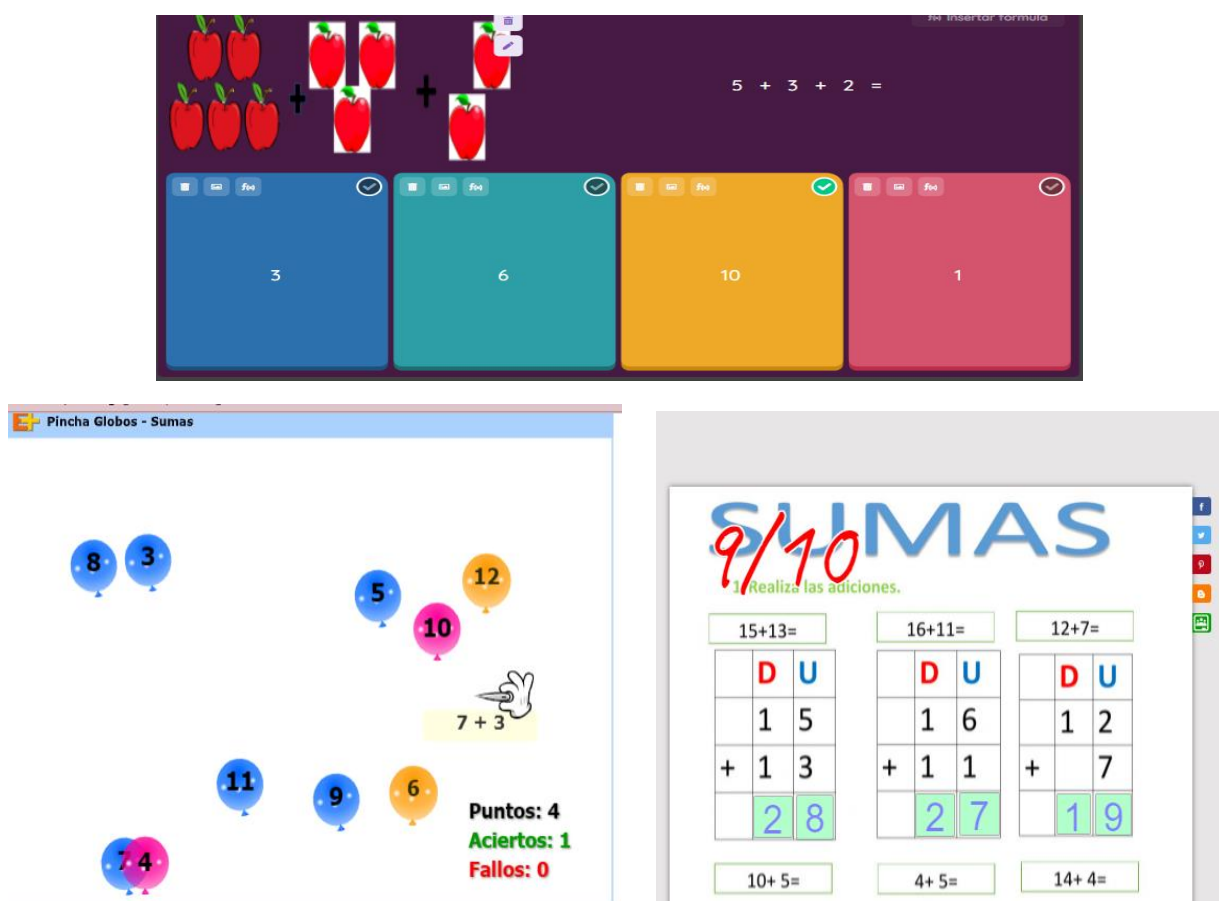 f(x) Insertar fórmula
5 + 3 + 2 =
3
6
10
1
E+ Pincha Globos - Sumas
8
3
5
12
10
7 + 3
11
9
6
7
4
Puntos: 4
Aciertos: 1
Fallos: 0
SUMAS
9/10
1. Realiza las adiciones.
15+13=
16+11=
12+7=
D U
1 5
+ 1 3
2 8
D U
1 6
+ 1 1
2 7
D U
1 2
+ 7
1 9
10+ 5=
4+ 5=
14+ 4=